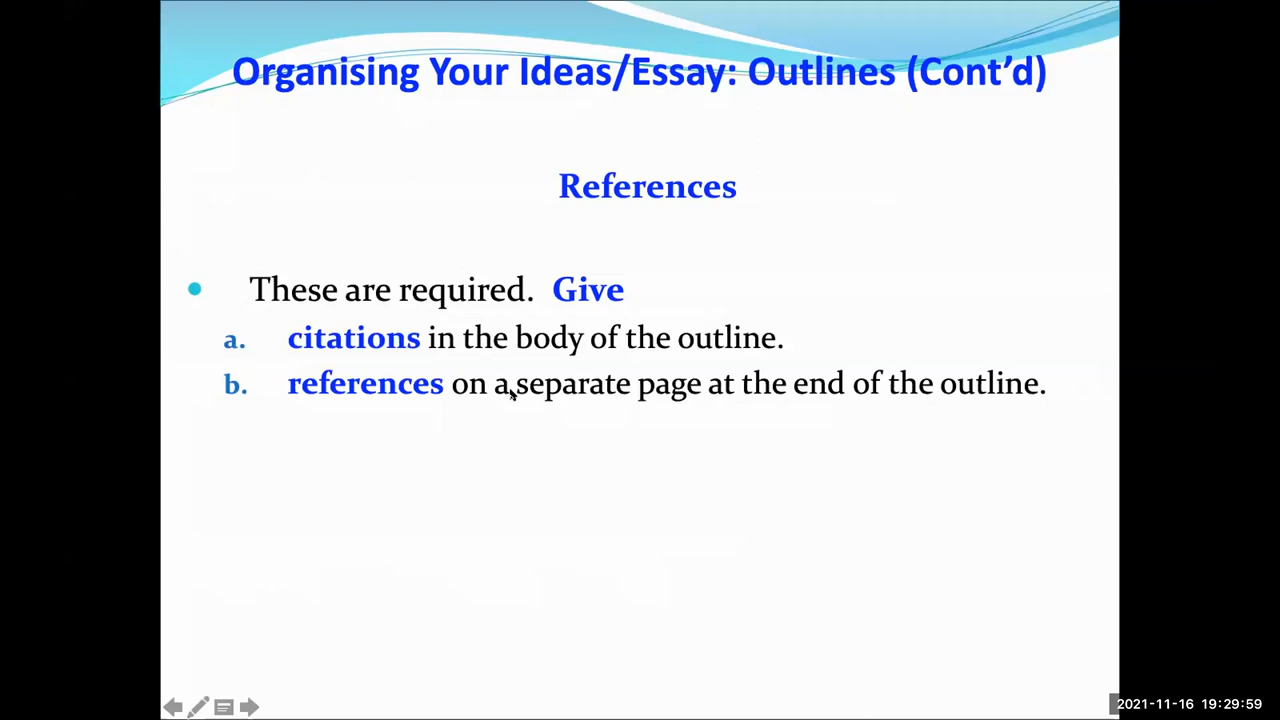 Organising Your Ideas/Essay: Outlines (Cont’d)
References
• These are required. Give
a. citations in the body of the outline.
b. references on a separate page at the end of the outline.
2021-11-16 19:29:59